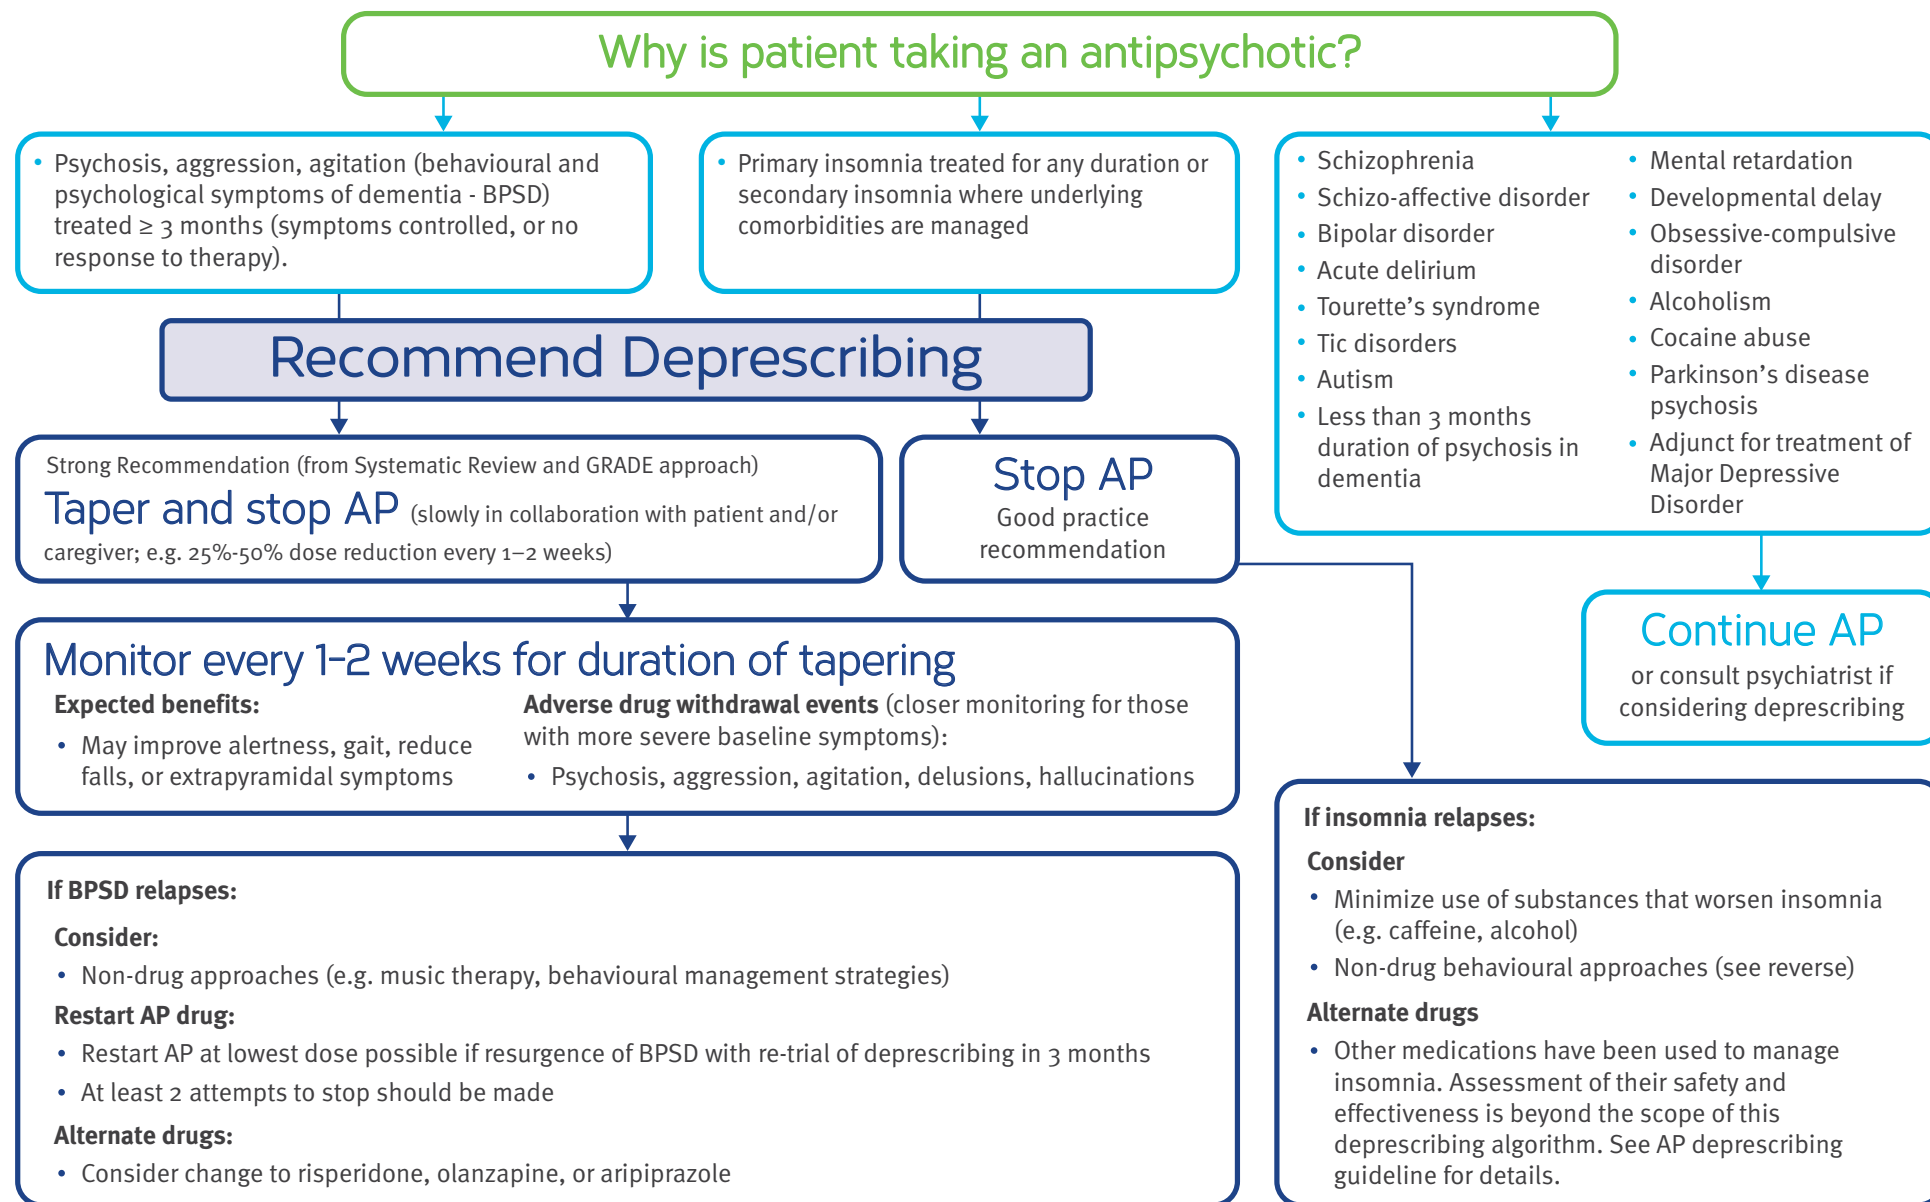 Why is patient taking an antipsychotic?
• Psychosis, aggression, agitation (behavioural and
psychological symptoms of dementia - BPSD)
treated ≥ 3 months (symptoms controlled, or no
response to therapy).
• Primary insomnia treated for any duration or
secondary insomnia where underlying
comorbidities are managed
• Schizophrenia
• Schizo-affective disorder
• Bipolar disorder
• Acute delirium
• Tourette’s syndrome
• Tic disorders
• Autism
• Less than 3 months
duration of psychosis in
dementia
• Mental retardation
• Developmental delay
• Obsessive-compulsive
disorder
• Alcoholism
• Cocaine abuse
• Parkinson’s disease
psychosis
• Adjunct for treatment of
Major Depressive
Disorder
Recommend Deprescribing
Strong Recommendation (from Systematic Review and GRADE approach)
Taper and stop AP (slowly in collaboration with patient and/or
caregiver; e.g. 25%-50% dose reduction every 1–2 weeks)
Stop AP
Good practice
recommendation
Continue AP
or consult psychiatrist if
considering deprescribing
Monitor every 1–2 weeks for duration of tapering
Expected benefits:
• May improve alertness, gait, reduce
falls, or extrapyramidal symptoms
Adverse drug withdrawal events (closer monitoring for those
with more severe baseline symptoms):
• Psychosis, aggression, agitation, delusions, hallucinations
If BPSD relapses:
Consider:
• Non-drug approaches (e.g. music therapy, behavioural management strategies)
Restart AP drug:
• Restart AP at lowest dose possible if resurgence of BPSD with re-trial of deprescribing in 3 months
• At least 2 attempts to stop should be made
Alternate drugs:
• Consider change to risperidone, olanzapine, or aripiprazole
If insomnia relapses:
Consider
• Minimize use of substances that worsen insomnia
(e.g. caffeine, alcohol)
• Non-drug behavioural approaches (see reverse)
Alternate drugs
• Other medications have been used to manage
insomnia. Assessment of their safety and
effectiveness is beyond the scope of this
deprescribing algorithm. See AP deprescribing
guideline for details.